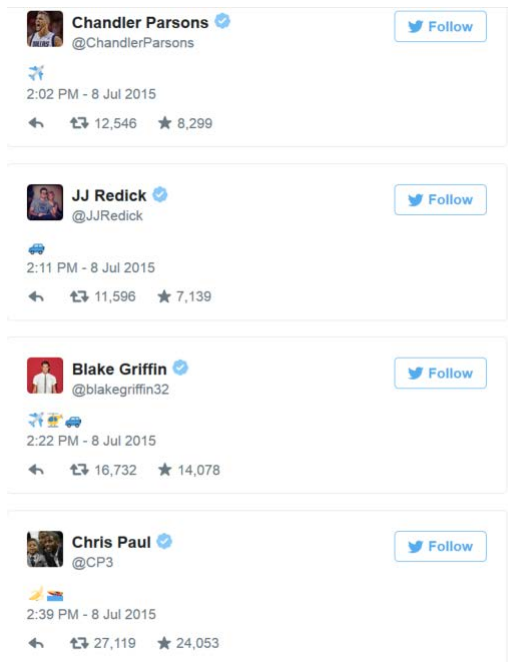 Chandler Parsons
Follow
@ChandlerParsons
✈️
2:02 PM - 8 Jul 2015
12,546 8,299
JJ Redick
Follow
@JJRedick
🚙
2:11 PM - 8 Jul 2015
11,596 7,139
Blake Griffin
Follow
@blakegriffin32
✈️🚁🚙
2:22 PM - 8 Jul 2015
16,732 14,078
Chris Paul
Follow
@CP3
🍌🚤
2:39 PM - 8 Jul 2015
27,119 24,053